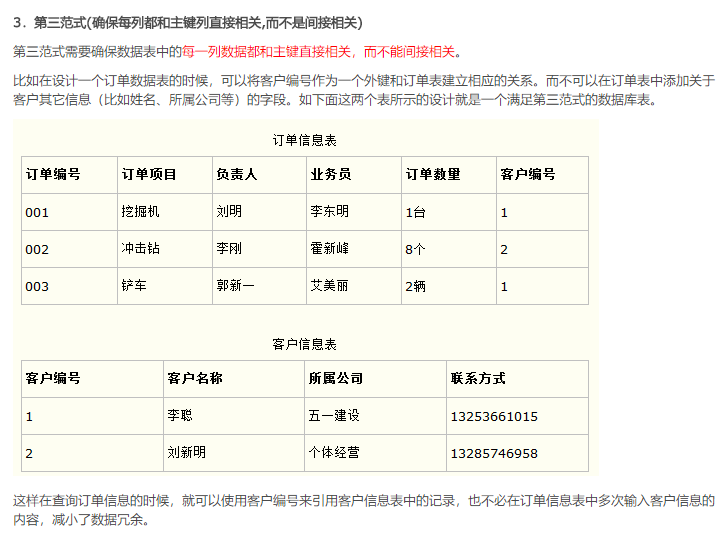 3．第三范式(确保每列都和主键列直接相关,而不是间接相关)
第三范式需要确保数据表中的每一列数据都和主键直接相关，而不能间接相关。
比如在设计一个订单数据表的时候，可以将客户编号作为一个外键和订单表建立相应的关系。而不可以在订单表中添加关于
客户其它信息（比如姓名、所属公司等）的字段。如下面这两个表所示的设计就是一个满足第三范式的数据库表。
订单信息表
订单编号 订单项目 负责人 业务员 订单数量 客户编号
001 挖掘机 刘明 李东明 1台 1
002 冲击钻 李刚 霍新峰 8个 2
003 铲车 郭新一 艾美丽 2辆 1
客户信息表
客户编号 客户名称 所属公司 联系方式
1 李聪 五一建设 13253661015
2 刘新明 个体经营 13285746958
这样在查询订单信息的时候，就可以使用客户编号来引用客户信息表中的记录，也不必在订单信息表中多次输入客户信息的
内容，减小了数据冗余。